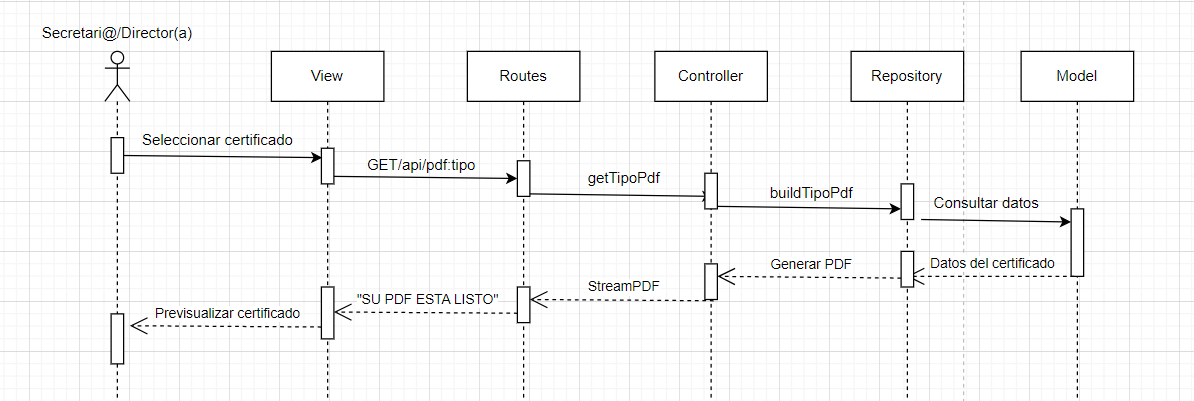 Secretari@/Director(a)
View
Routes
Controller
Repository
Model
Seleccionar certificado
GET/api/pdf:tipo
getTipoPdf
buildTipoPdf
Consultar datos
Datos del certificado
Generar PDF
StreamPDF
"SU PDF ESTA LISTO"
Previsualizar certificado